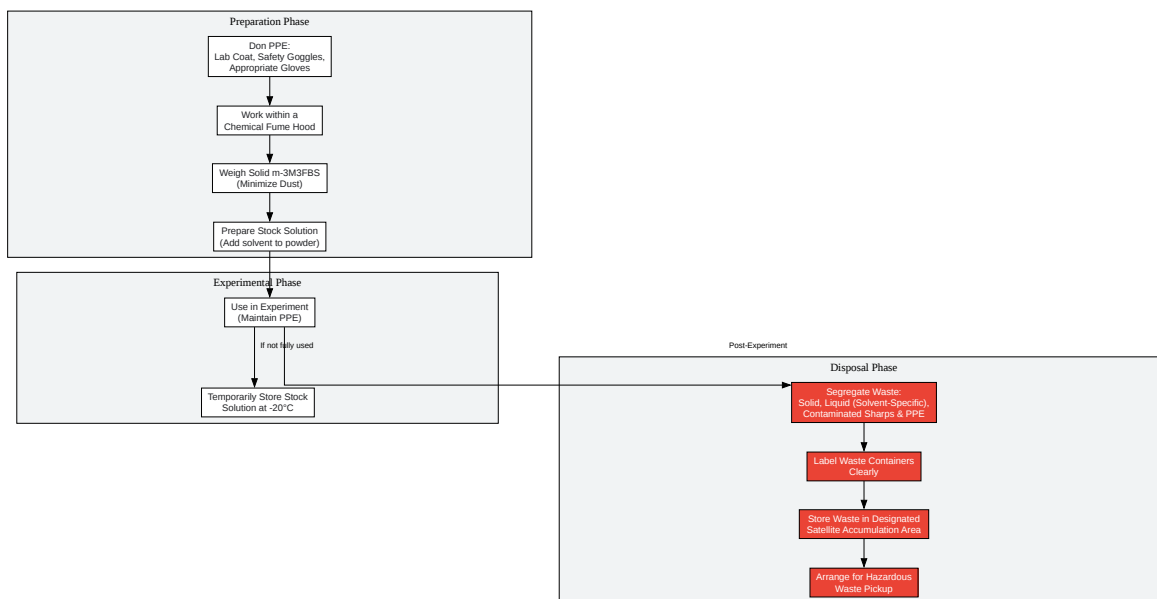 Preparation Phase
Don PPE:
Lab Coat, Safety Goggles,
Appropriate Gloves
Work within a
Chemical Fume Hood
Weigh Solid m-3M3FBS
(Minimize Dust)
Prepare Stock Solution
(Add solvent to powder)
Experimental Phase
Use in Experiment
(Maintain PPE)
If not fully used
Temporarily Store Stock
Solution at -20°C
Post-Experiment
Disposal Phase
Segregate Waste:
Solid, Liquid (Solvent-Specific),
Contaminated Sharps & PPE
Label Waste Containers
Clearly
Store Waste in Designated
Satellite Accumulation Area
Arrange for Hazardous
Waste Pickup